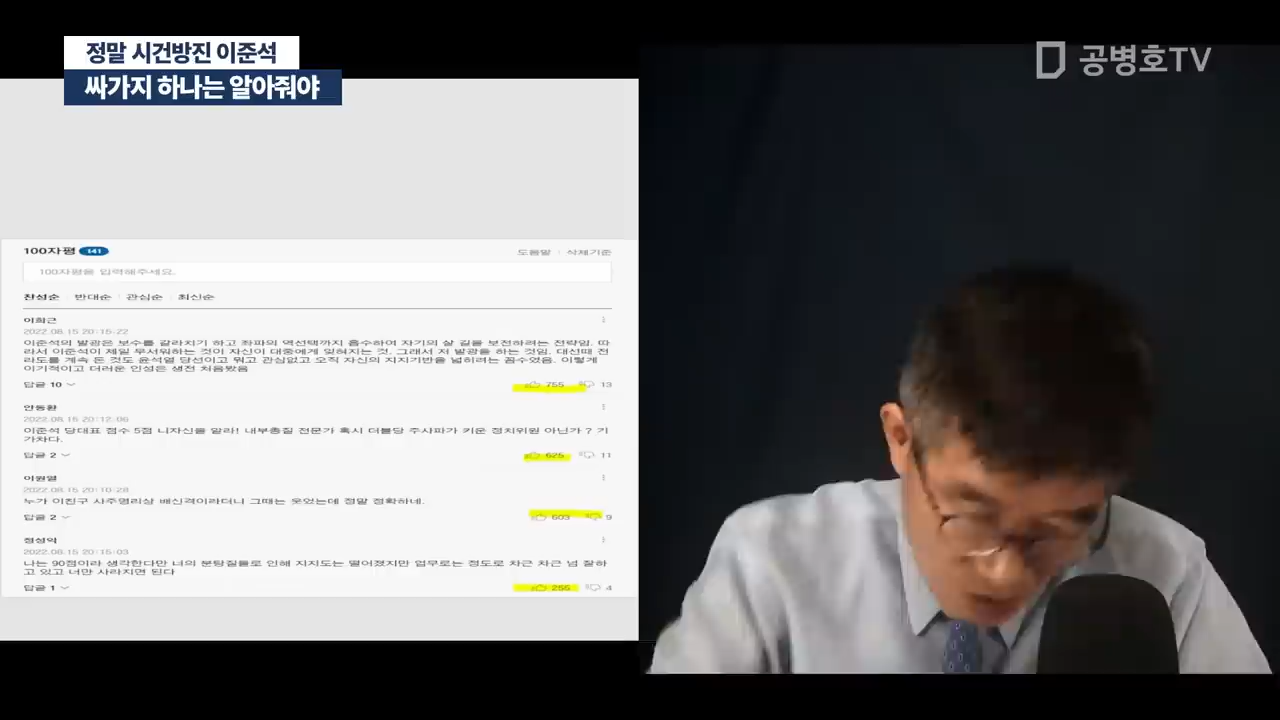 정말 시건방진 이준석
싸가지 하나는 알아줘야
공병호TV
100자평 141
도움말 삭제기준
100자평을 입력해주세요.
찬성순 반대순 관심순 최신순
이희근
2022.08.15 20:15:22
이준석의 발광은 보수를 갈라치기 하고 좌파의 역선택까지 흡수하여 자기의 살 길을 보전하려는 전략임. 따
라서 이준석이 제일 무서워하는 것이 자신이 대중에게 잊혀지는 것. 그래서 저 발광을 하는 것임. 대선때 전
라도를 계속 돈 것도 윤석열 당선이고 뭐고 관심없고 오직 자신의 지지기반을 넓히려는 꼼수였음. 이렇게
이기적이고 더러운 인성은 생전 처음봤음
답글 10 755 13
안동환
2022.08.15 20:12:06
이준석 당대표 점수 5점 니자신를 알라! 내부총질 전문가 혹시 더불당 주사파가 키운 정치위원 아닌가 ? 기
가차다.
답글 2 625 11
이원열
2022.08.15 20:10:28
누가 이친구 사주명리상 배신격이라더니 그때는 웃었는데 정말 정확하네.
답글 2 603 9
정성익
2022.08.15 20:15:03
나는 90점이라 생각한다만 너의 분탕질들로 인해 지지도는 떨어졌지만 업무로는 정도로 차근 차근 넘 잘하
고 있고 너만 사라지면 된다
답글 1 255 4